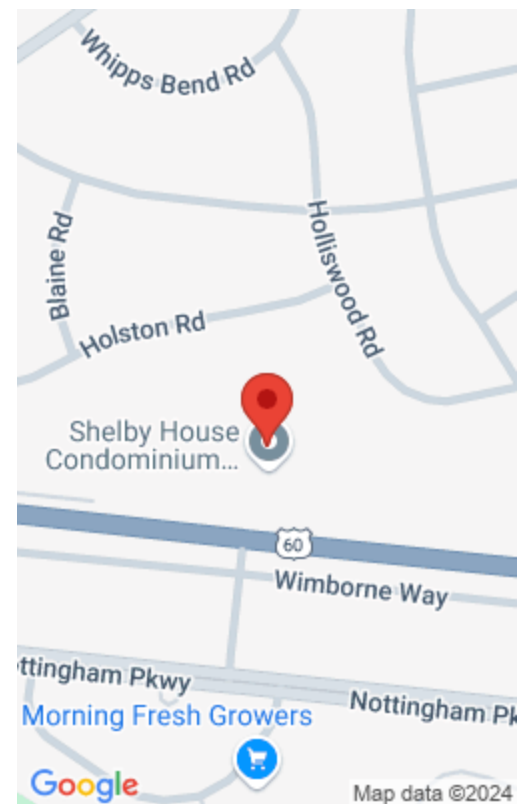 Whipps Bend Rd
Holliswood Rd
Blaine Rd
Holston Rd
Shelby House
Condominium...
60
Wimborne Way
ttingham Pkwy
Nottingham Pk
Morning Fresh Growers
Google
Map data ©2024